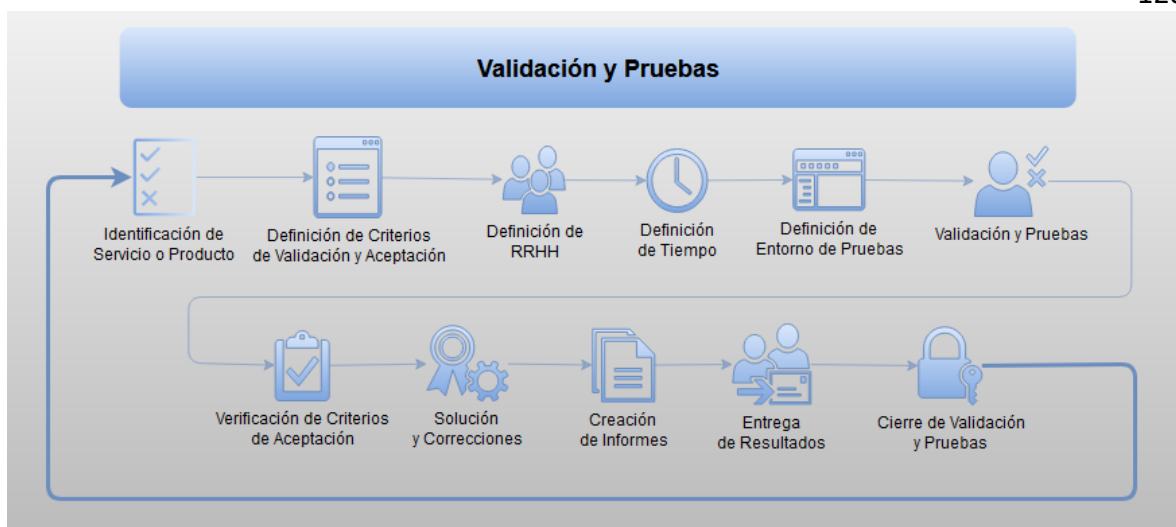 Validación y Pruebas
Identificación de
Servicio o Producto
Definición de Criterios
de Validación y Aceptación
Definición de
RRHH
Definición
de Tiempo
Definición de
Entorno de Pruebas
Validación y Pruebas
Verificación de Criterios
de Aceptación
Solución
y Correcciones
Creación
de Informes
Entrega
de Resultados
Cierre de Validación
y Pruebas